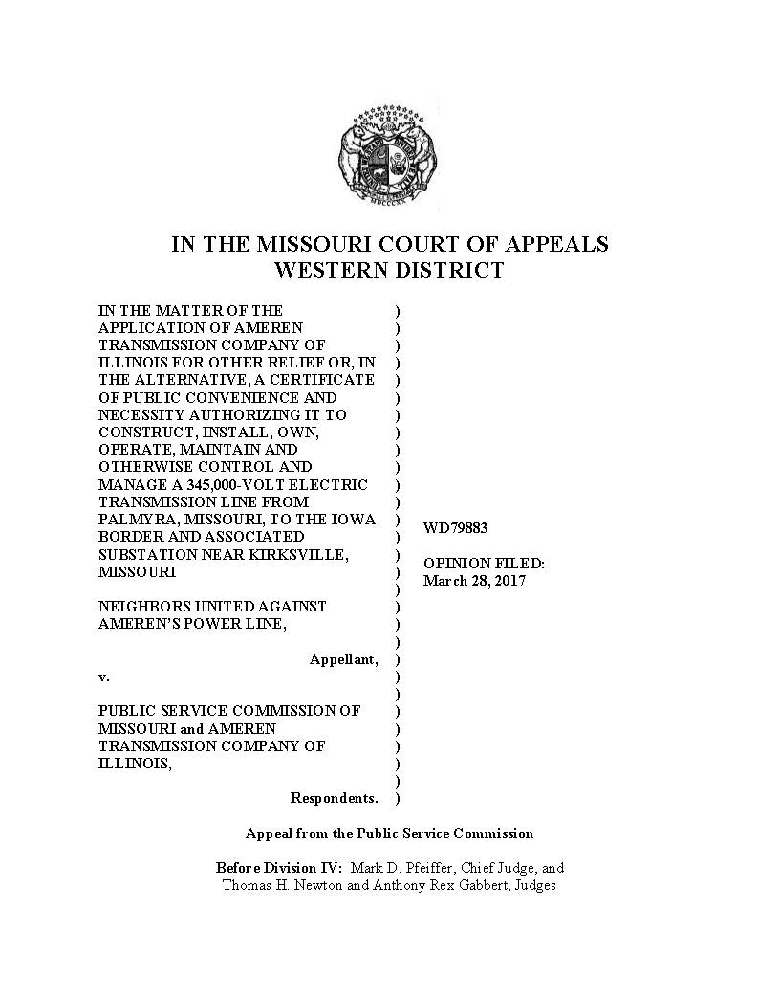 IN THE MISSOURI COURT OF APPEALS
WESTERN DISTRICT
IN THE MATTER OF THE )
APPLICATION OF AMEREN )
TRANSMISSION COMPANY OF )
ILLINOIS FOR OTHER RELIEF OR, IN )
THE ALTERNATIVE, A CERTIFICATE )
OF PUBLIC CONVENIENCE AND )
NECESSITY AUTHORIZING IT TO )
CONSTRUCT, INSTALL, OWN, )
OPERATE, MAINTAIN AND )
OTHERWISE CONTROL AND )
MANAGE A 345,000-VOLT ELECTRIC )
TRANSMISSION LINE FROM )
PALMYRA, MISSOURI, TO THE IOWA )
BORDER AND ASSOCIATED )
SUBSTATION NEAR KIRKSVILLE, )
MISSOURI )
)
NEIGHBORS UNITED AGAINST )
AMEREN'S POWER LINE, )
)
Appellant, )
v. )
)
PUBLIC SERVICE COMMISSION OF )
MISSOURI and AMEREN )
TRANSMISSION COMPANY OF )
ILLINOIS, )
)
Respondents. )
WD79883
OPINION FILED:
March 28, 2017
Appeal from the Public Service Commission
Before Division IV: Mark D. Pfeiffer, Chief Judge, and
Thomas H. Newton and Anthony Rex Gabbert, Judges